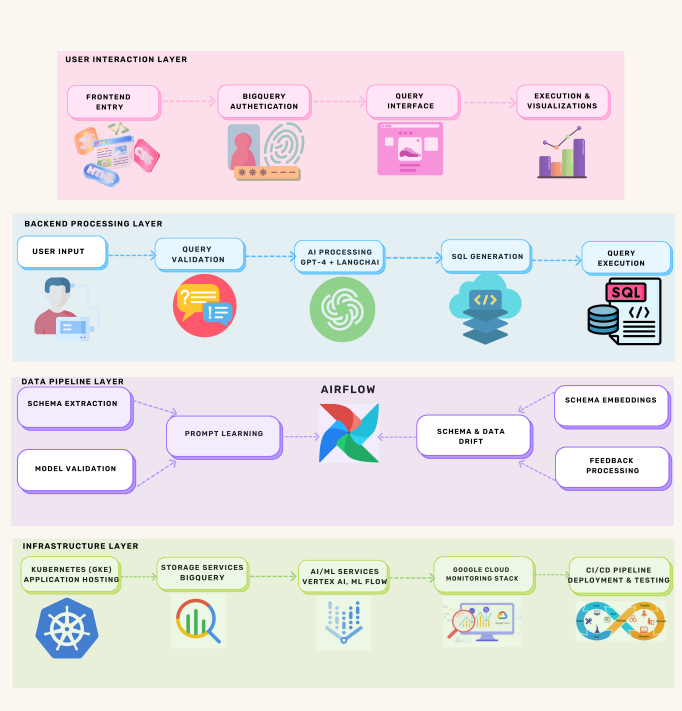 USER INTERACTION LAYER
FRONTEND
ENTRY
BIGQUERY
AUTHETICATION
QUERY
INTERFACE
EXECUTION &
VISUALIZATIONS
BACKEND PROCESSING LAYER
USER INPUT
QUERY
VALIDATION
AI PROCESSING
GPT-4 + LANGCHAI
SQL GENERATION
QUERY
EXECUTION
SQL
DATA PIPELINE LAYER
SCHEMA EXTRACTION
MODEL VALIDATION
PROMPT LEARNING
AIRFLOW
SCHEMA & DATA
DRIFT
SCHEMA EMBEDDINGS
FEEDBACK
PROCESSING
INFRASTRUCTURE LAYER
KUBERNETES (GKE)
APPLICATION HOSTING
STORAGE SERVICES
BIGQUERY
AI/ML SERVICES
VERTEX AI, ML FLOW
GOOGLE CLOUD
MONITORING STACK
CI/CD PIPELINE
DEPLOYMENT & TESTING